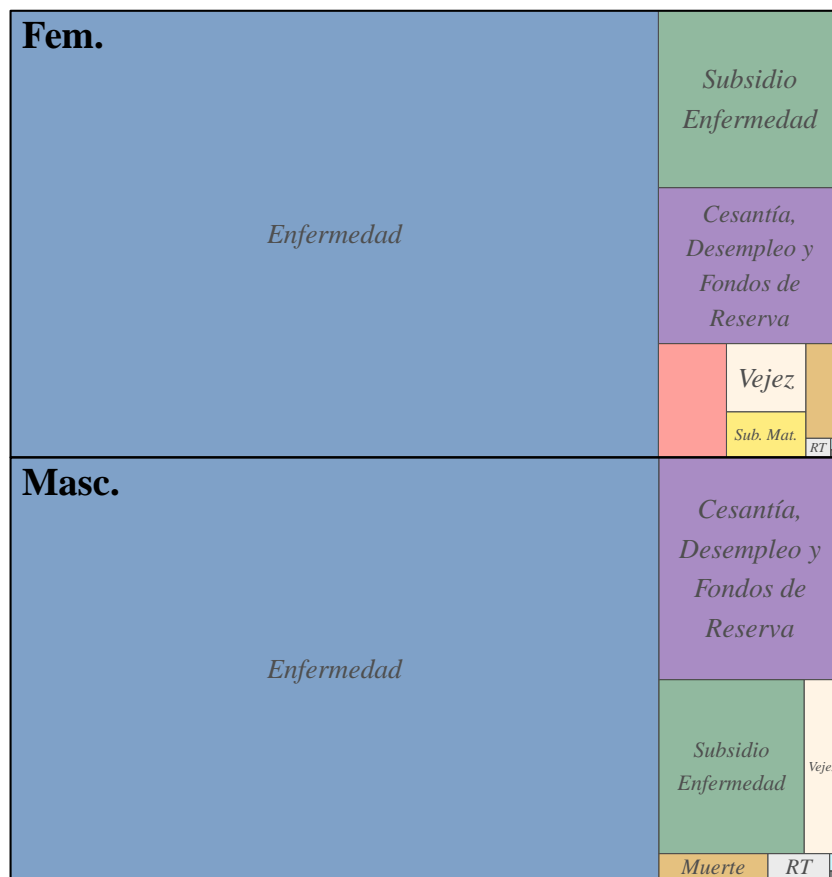 Fem.
Enfermedad
Subsidio
Enfermedad
Cesantía,
Desempleo y
Fondos de
Reserva
Vejez
Sub. Mat.
RT
Masc.
Enfermedad
Cesantía,
Desempleo y
Fondos de
Reserva
Subsidio
Enfermedad
Vejez
Muerte
RT